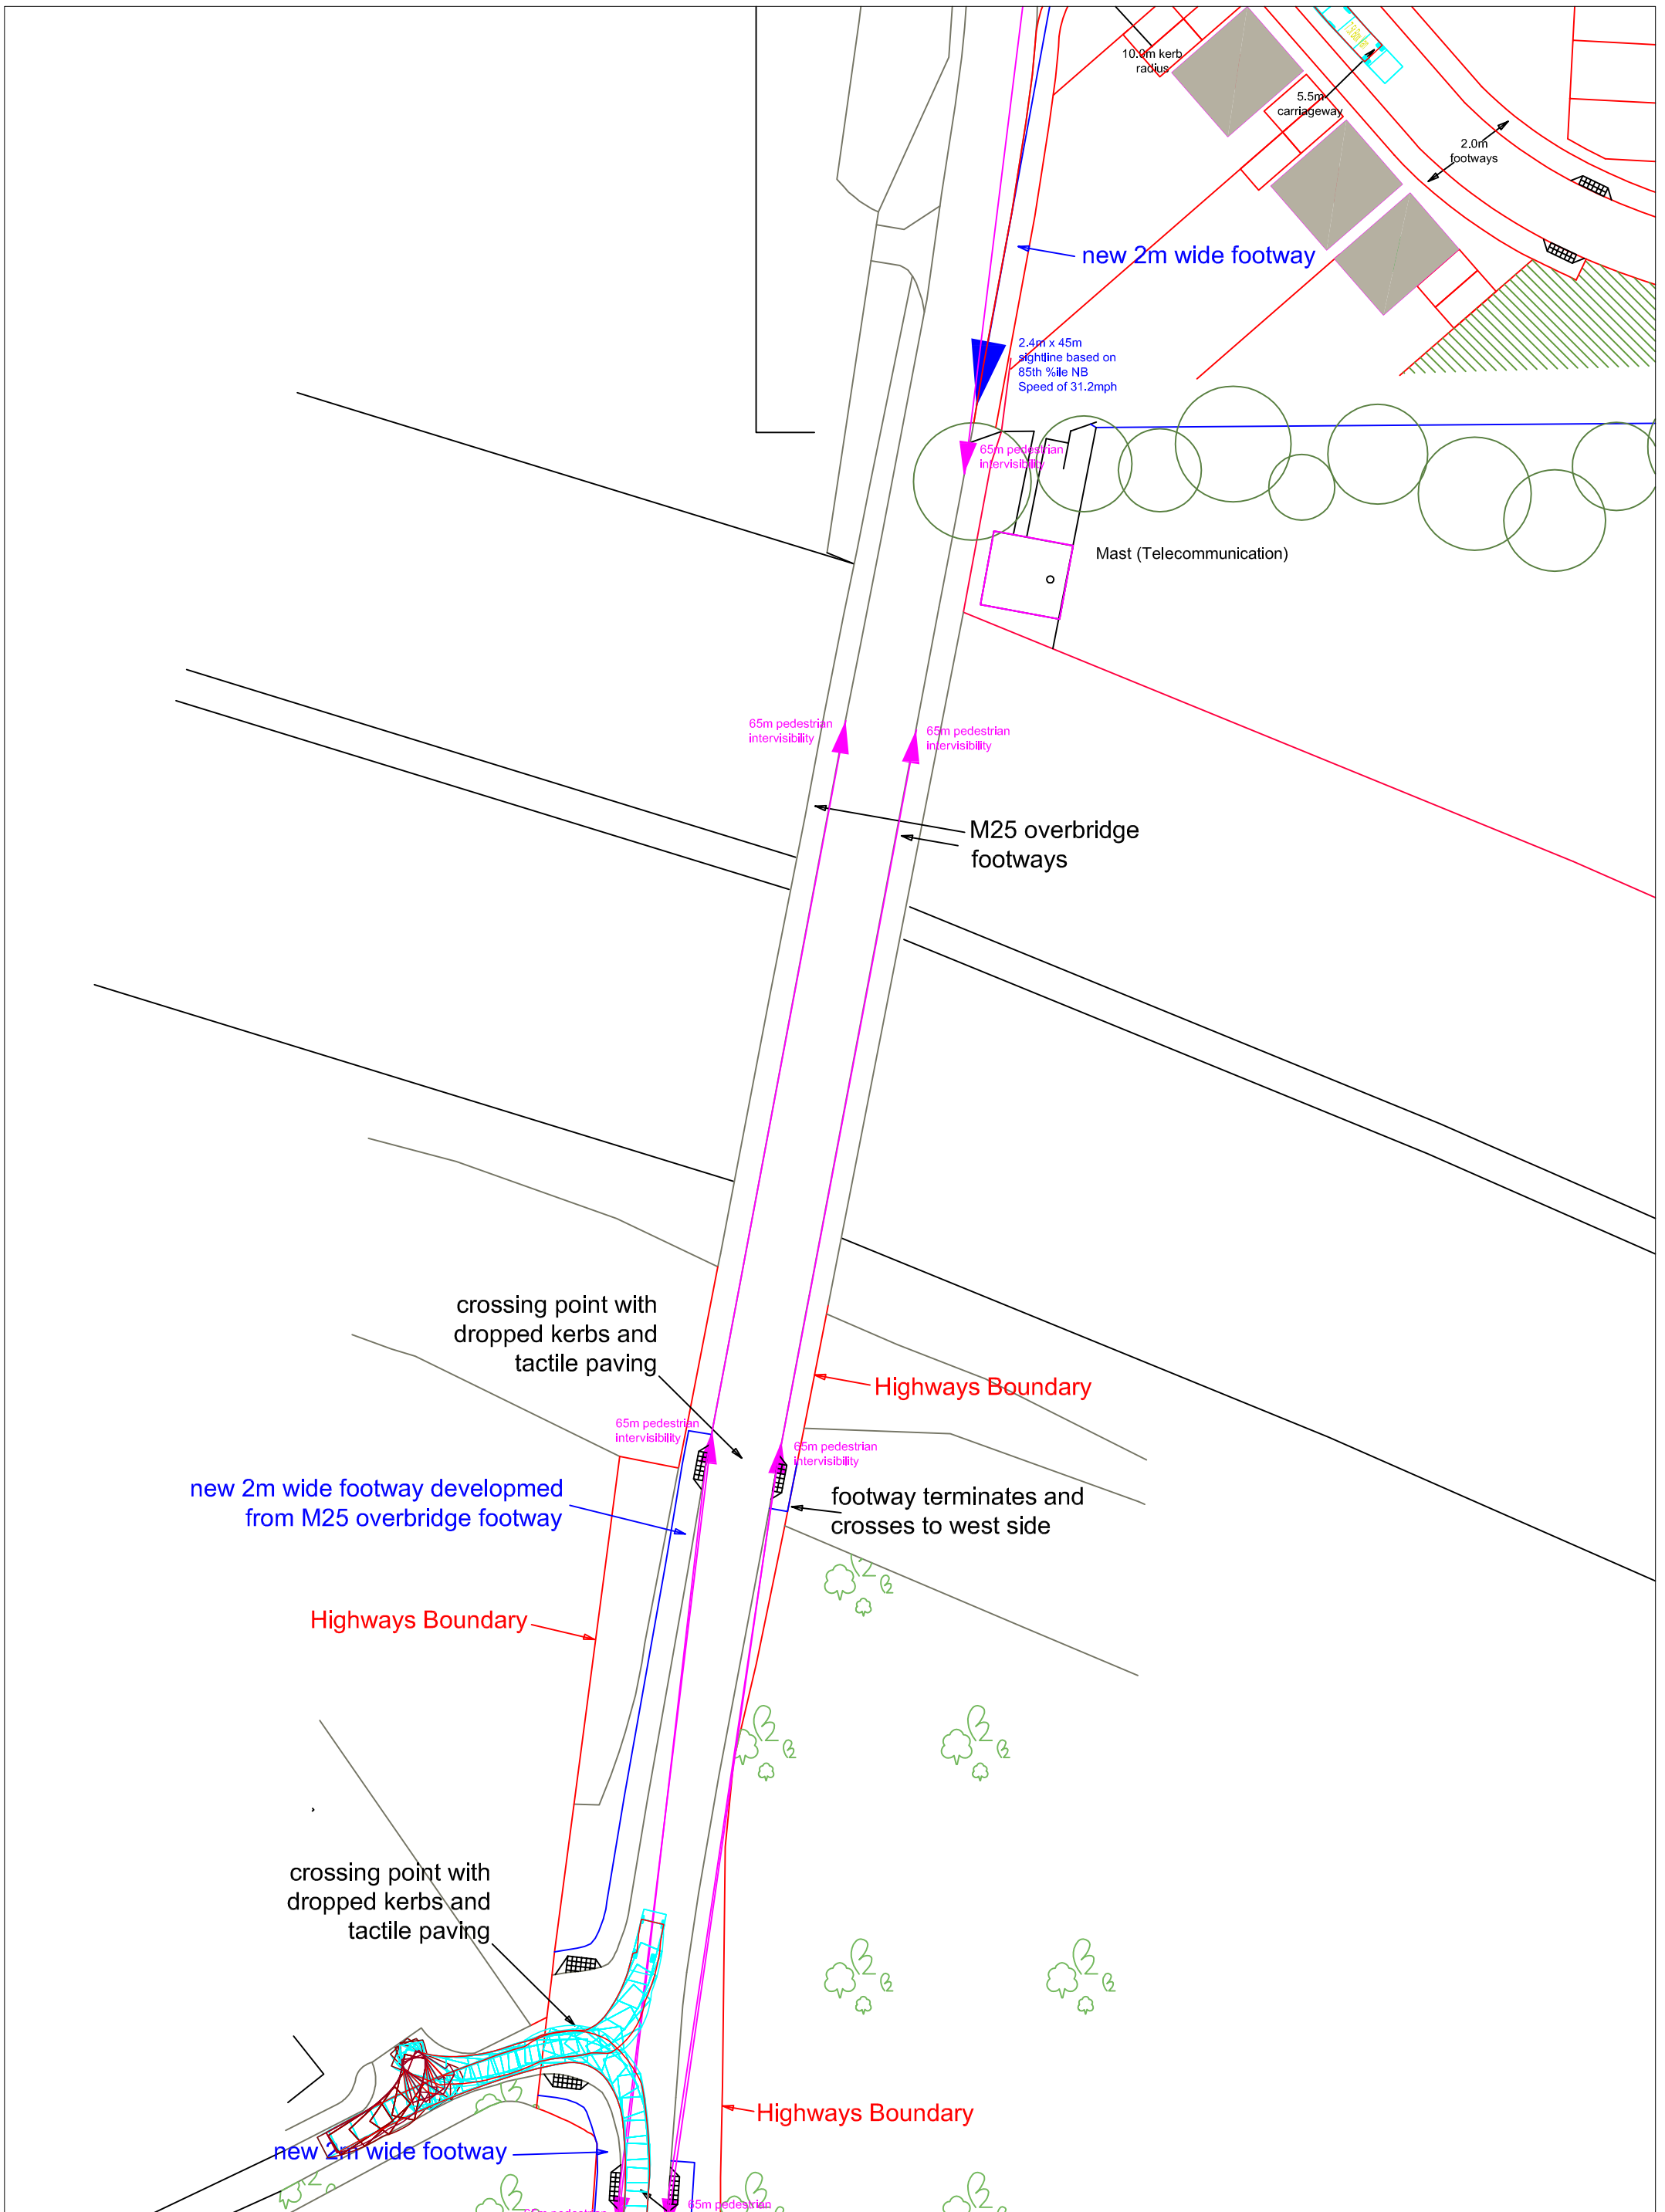 10.0m kerb
radius
5.5m
carriageway
2.0m
footways
new 2m wide footway
2.4m x 45m
sightline based on
85th %ile NB
Speed of 31.2mph
65m pedestrian
intervisibility
Mast (Telecommunication)
65m pedestrian
intervisibility
65m pedestrian
intervisibility
M25 overbridge
footways
crossing point with
dropped kerbs and
tactile paving
Highways Boundary
65m pedestrian
intervisibility
65m pedestrian
intervisibility
new 2m wide footway developmed
from M25 overbridge footway
footway terminates and
crosses to west side
Highways Boundary
crossing point with
dropped kerbs and
tactile paving
Highways Boundary
new 2m wide footway
65m pedestrian
65m pedestrian